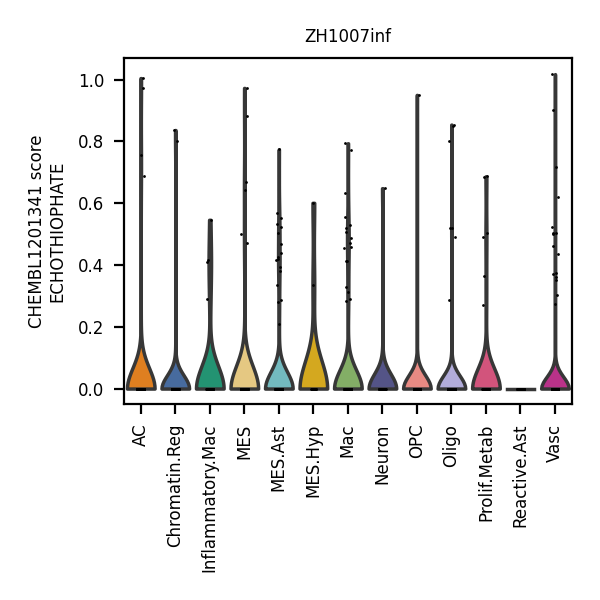 ZH1007inf
CHEMBL1201341 score
ECHOTHIOPHATE
1.0
0.8
0.6
0.4
0.2
0.0
AC
Chromatin.Reg
Inflammatory.Mac
MES
MES.Ast
MES.Hyp
Mac
Neuron
OPC
Oligo
Prolif.Metab
Reactive.Ast
Vasc